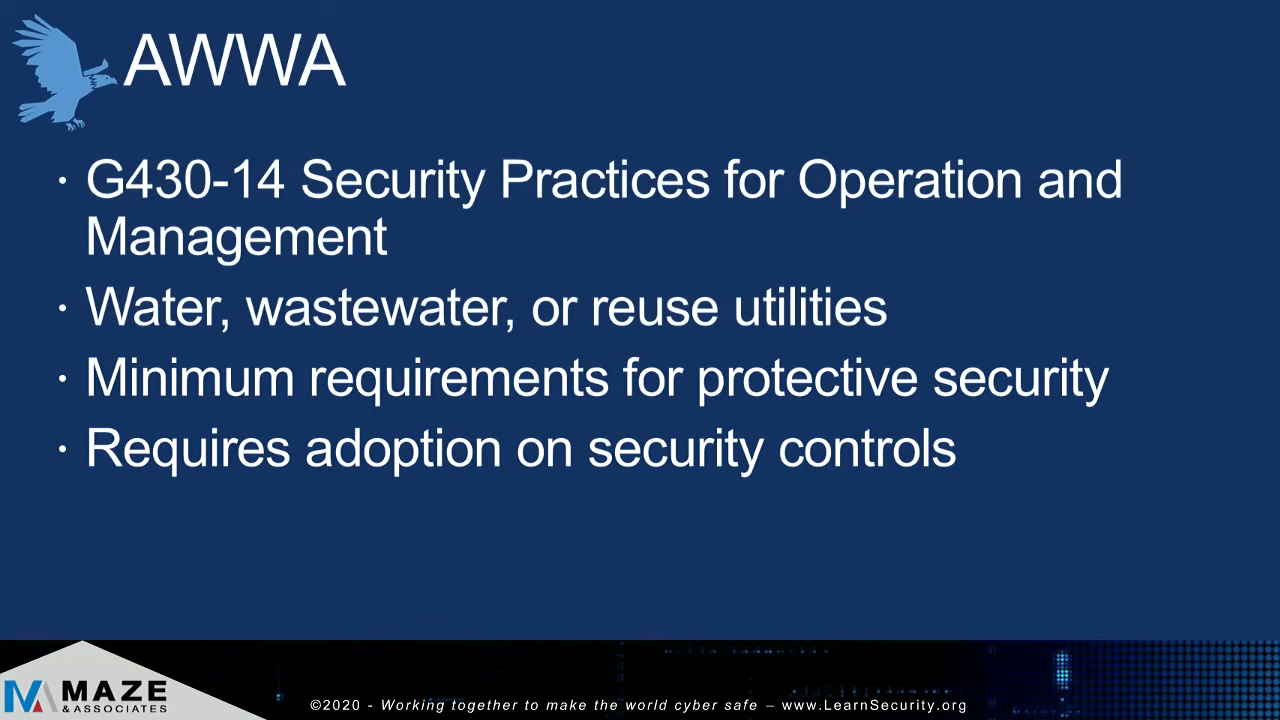 AWWA
· G430-14 Security Practices for Operation and
Management
· Water, wastewater, or reuse utilities
· Minimum requirements for protective security
· Requires adoption on security controls
MAZE
& ASSOCIATES
©2020 - Working together to make the world cyber safe – www.LearnSecurity.org